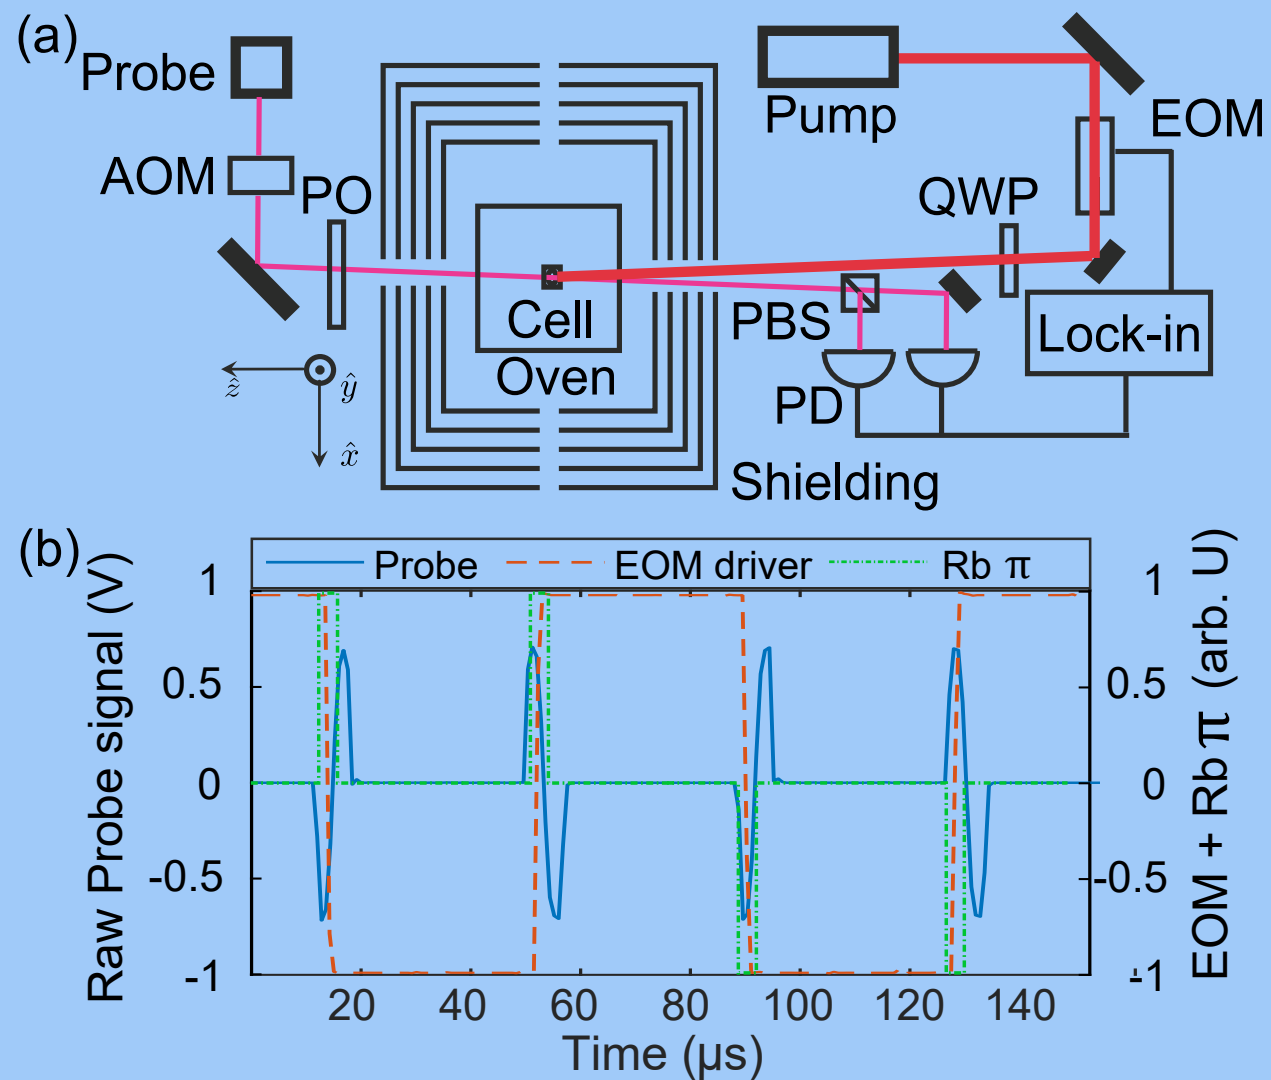 (a)
Probe
AOM
PO
Pump
EOM
QWP
Cell
Oven
PBS
PD
Lock-in
Shielding
ẑ
ŷ
x̂
(b)
Probe
EOM driver
Rb π
Raw Probe signal (V)
1
0.5
0
-0.5
-1
1
0.5
0
-0.5
-1
EOM + Rb π (arb. U)
20 40 60 80 100 120 140
Time (μs)